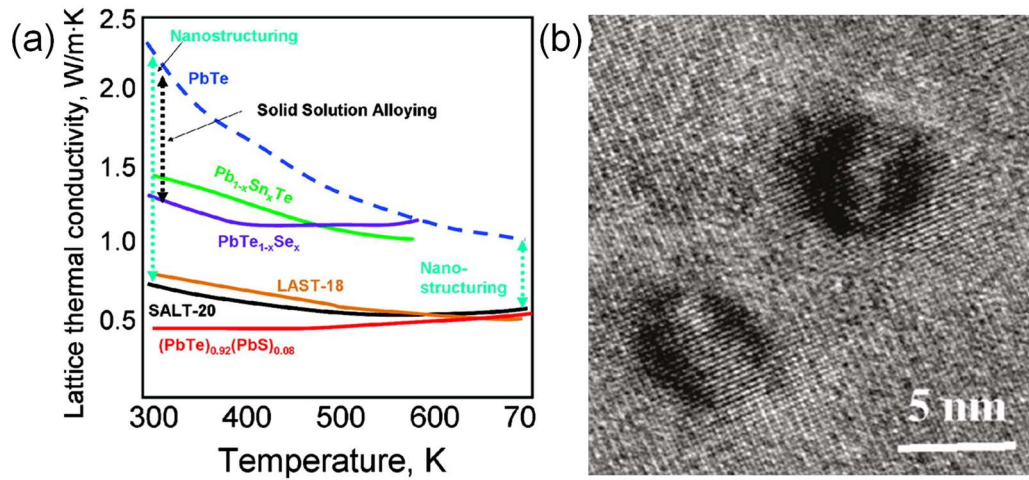 (a)
Lattice thermal conductivity, W/m·K
2.5
2.0
1.5
1.0
0.5
0
Nanostructuring
PbTe
Solid Solution Alloying
Pb₁₋ₓSnₓTe
PbTe₁₋ₓSeₓ
Nano-
structuring
LAST-18
SALT-20
(PbTe)₀.₉₂(PbS)₀.₀₈
300 400 500 600 70
Temperature, K
(b)
5 nm